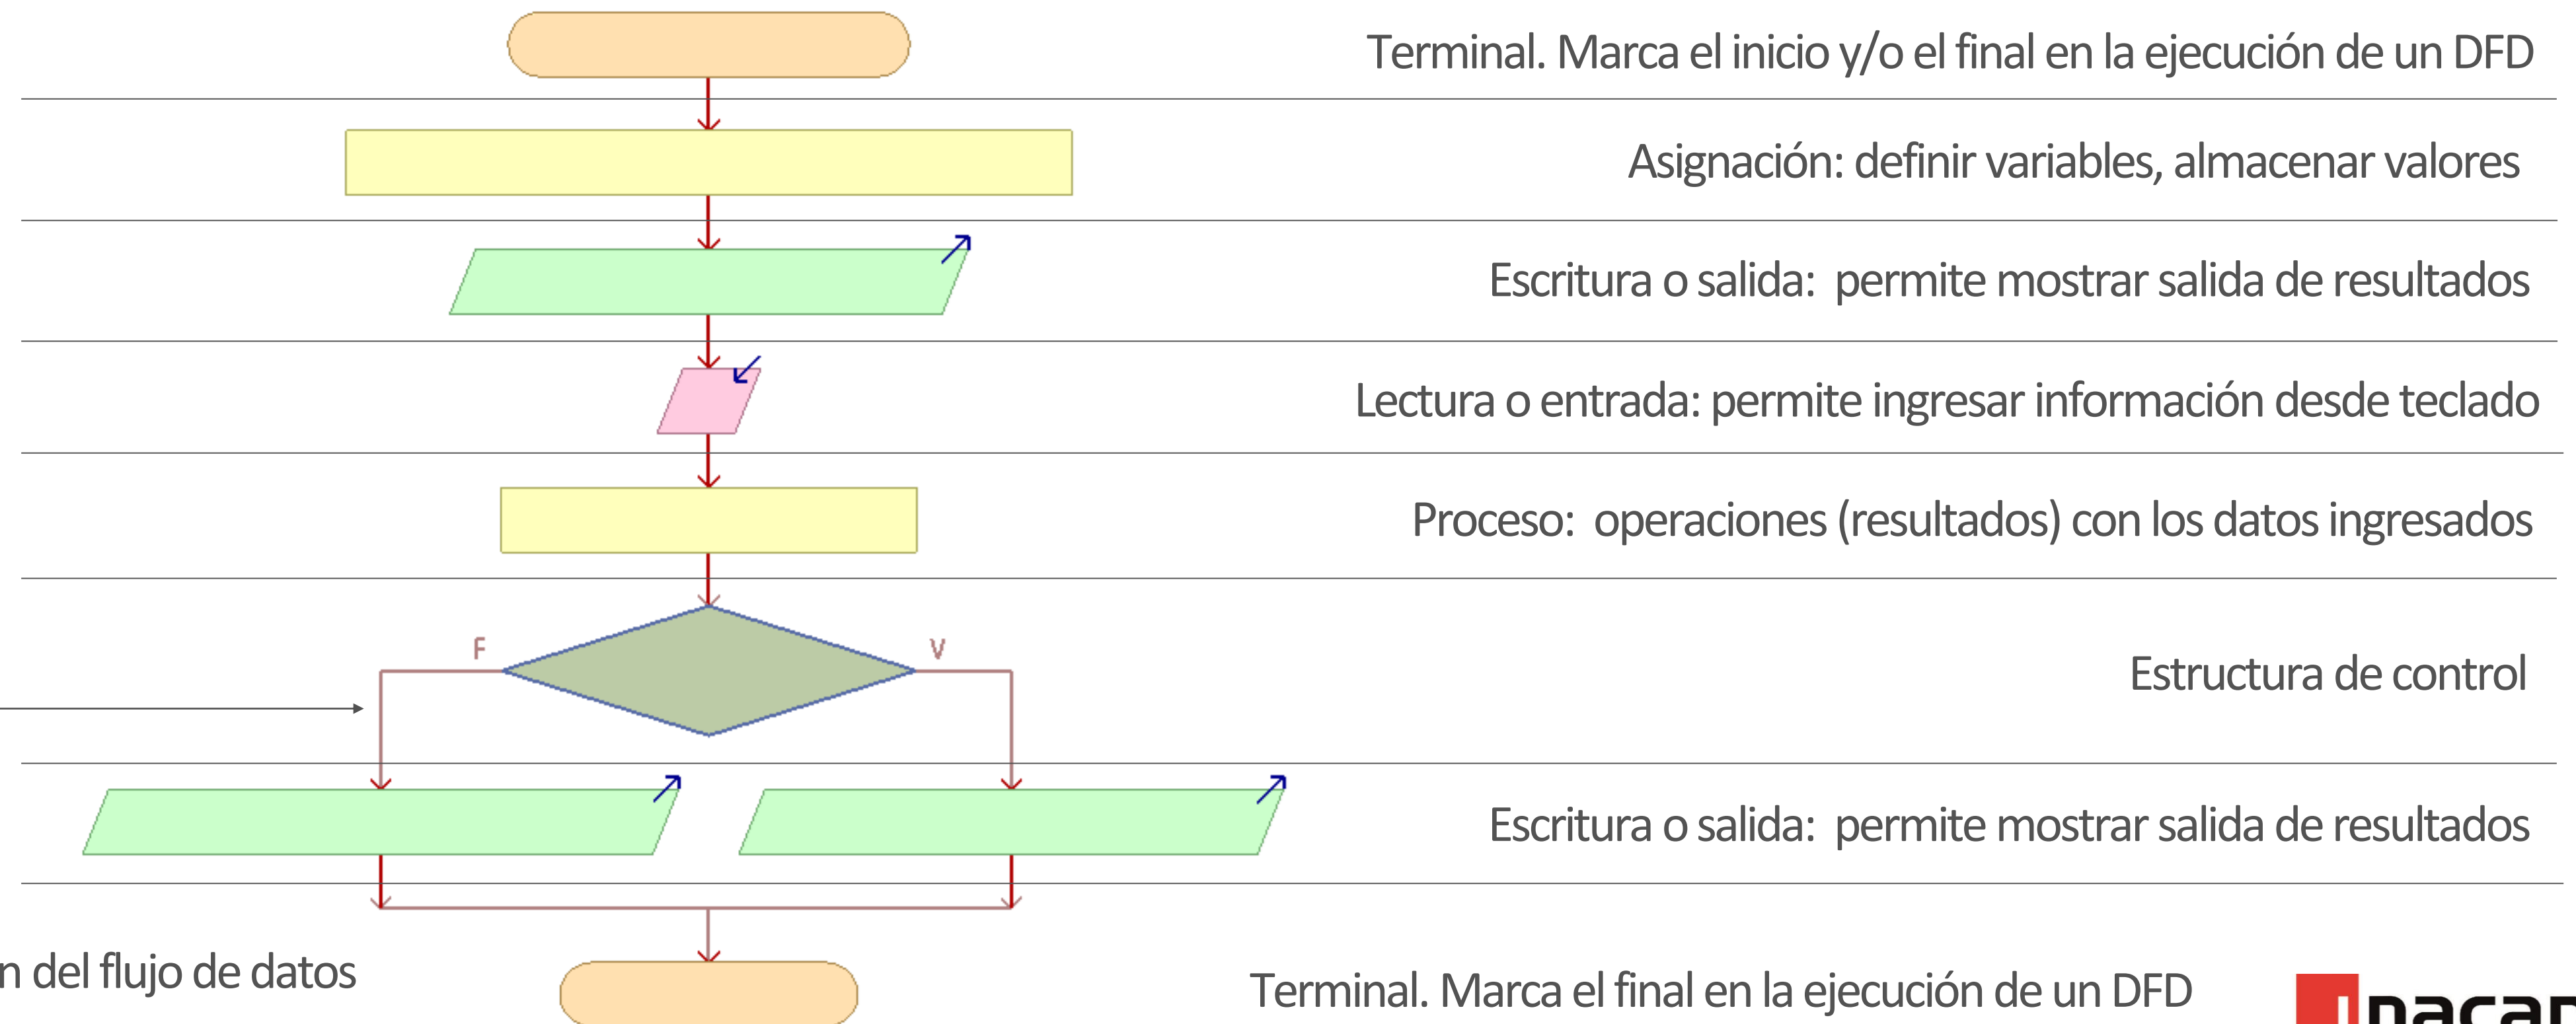 Terminal. Marca el inicio y/o el final en la ejecución de un DFD
Asignación: definir variables, almacenar valores
Escritura o salida:  permite mostrar salida de resultados
Lectura o entrada: permite ingresar información desde teclado
Proceso:  operaciones (resultados) con los datos ingresados
F
V
Estructura de control
Escritura o salida:  permite mostrar salida de resultados
del flujo de datos
Terminal. Marca el final en la ejecución de un DFD